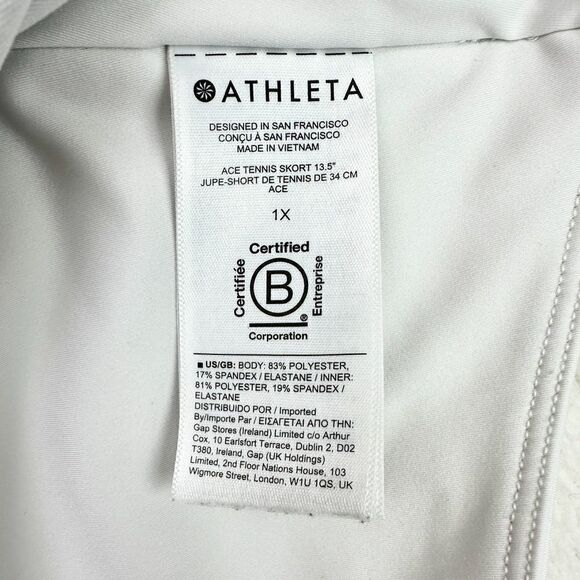 ATHLETA
DESIGNED IN SAN FRANCISCO
CONÇU À SAN FRANCISCO
MADE IN VIETNAM
ACE TENNIS SKORT 13.5"
JUPE-SHORT DE TENNIS DE 34 CM
ACE
1X
Certified
Certifiée
B
Entreprise
®
Corporation
■ US/GB: BODY: 83% POLYESTER,
17% SPANDEX / ELASTANE / INNER:
81% POLYESTER, 19% SPANDEX /
ELASTANE
DISTRIBUIDO POR / Imported
By/Importe Par / ΕΙΣΑΓΕΤΑΙ ΑΠΟ ΤΗΝ:
Gap Stores (Ireland) Limited c/o Arthur
Cox, 10 Earlsfort Terrace, Dublin 2, D02
T380, Ireland, Gap (UK Holdings)
Limited, 2nd Floor Nations House, 103
Wigmore Street, London, W1U 1QS, UK